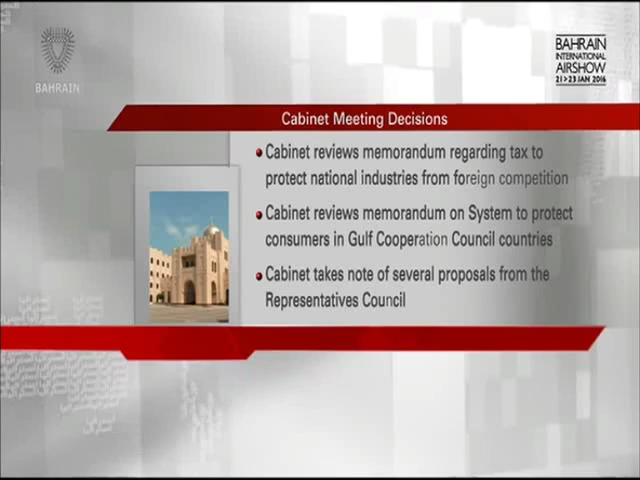 BAHRAIN
BAHRAIN
INTERNATIONAL
AIRSHOW
21>23 JAN 2016
Cabinet Meeting Decisions
Cabinet reviews memorandum regarding tax to
protect national industries from foreign competition
Cabinet reviews memorandum on System to protect
consumers in Gulf Cooperation Council countries
Cabinet takes note of several proposals from the
Representatives Council